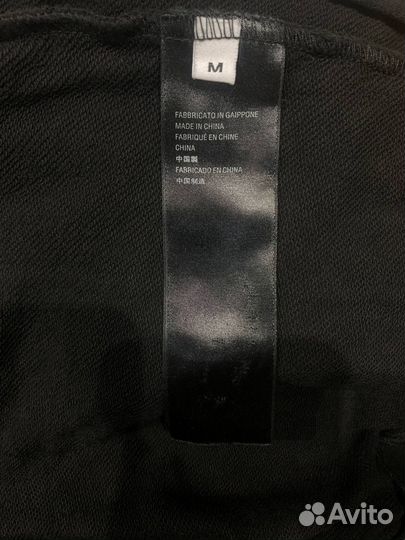 M
FABBRICATO IN GAIPPONE
MADE IN CHINA
FABRIQUÉ EN CHINE
CHINA
中国製
FABRICADO EN CHINA
中国制造
Avito